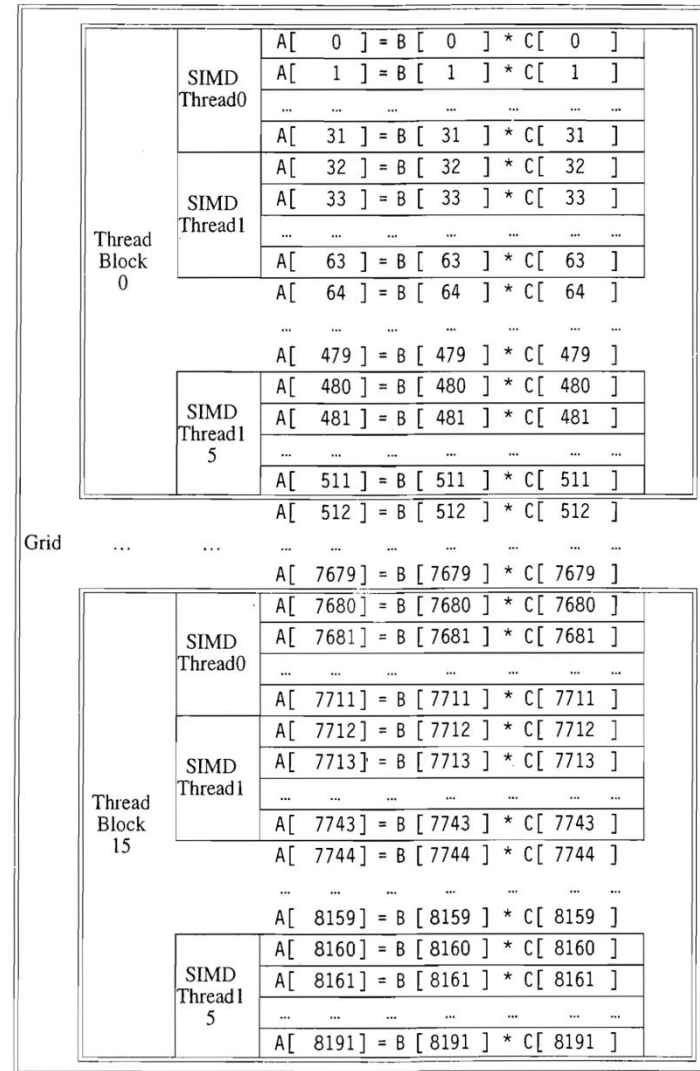 A[ 0 ] = B [ 0 ] * C[ 0 ]
SIMD
Thread0
A[ 1 ] = B [ 1 ] * C[ 1 ]
... ... ... ... ... ...
A[ 31 ] = B [ 31 ] * C[ 31 ]
SIMD
Thread1
A[ 32 ] = B [ 32 ] * C[ 32 ]
A[ 33 ] = B [ 33 ] * C[ 33 ]
... ... ... ... ... ...
A[ 63 ] = B [ 63 ] * C[ 63 ]
Thread
Block
0
A[ 64 ] = B [ 64 ] * C[ 64 ]
... ... ... ... ... ...
A[ 479 ] = B [ 479 ] * C[ 479 ]
SIMD
Thread1
5
A[ 480 ] = B [ 480 ] * C[ 480 ]
A[ 481 ] = B [ 481 ] * C[ 481 ]
... ... ... ... ... ...
A[ 511 ] = B [ 511 ] * C[ 511 ]
A[ 512 ] = B [ 512 ] * C[ 512 ]
Grid ... ... ... ... ... ... ... ...
A[ 7679] = B [ 7679 ] * C[ 7679 ]
SIMD
Thread0
A[ 7680] = B [ 7680 ] * C[ 7680 ]
A[ 7681] = B [ 7681 ] * C[ 7681 ]
... ... ... ... ... ...
A[ 7711] = B [ 7711 ] * C[ 7711 ]
SIMD
Thread1
A[ 7712] = B [ 7712 ] * C[ 7712 ]
A[ 7713] = B [ 7713 ] * C[ 7713 ]
... ... ... ... ... ...
A[ 7743] = B [ 7743 ] * C[ 7743 ]
Thread
Block
15
A[ 7744] = B [ 7744 ] * C[ 7744 ]
... ... ... ... ... ...
A[ 8159] = B [ 8159 ] * C[ 8159 ]
SIMD
Thread1
5
A[ 8160] = B [ 8160 ] * C[ 8160 ]
A[ 8161] = B [ 8161 ] * C[ 8161 ]
... ... ... ... ... ...
A[ 8191] = B [ 8191 ] * C[ 8191 ]